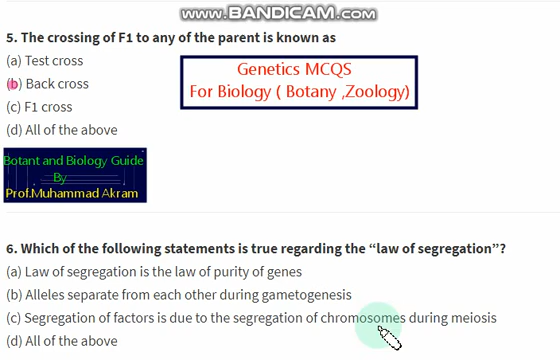 www.BANDICAM.com
5. The crossing of F1 to any of the parent is known as
(a) Test cross
(b) Back cross
(c) F1 cross
(d) All of the above
Genetics MCQS
For Biology ( Botany ,Zoology)
Botant and Biology Guide
By
Prof.Muhammad Akram
6. Which of the following statements is true regarding the “law of segregation”?
(a) Law of segregation is the law of purity of genes
(b) Alleles separate from each other during gametogenesis
(c) Segregation of factors is due to the segregation of chromosomes during meiosis
(d) All of the above